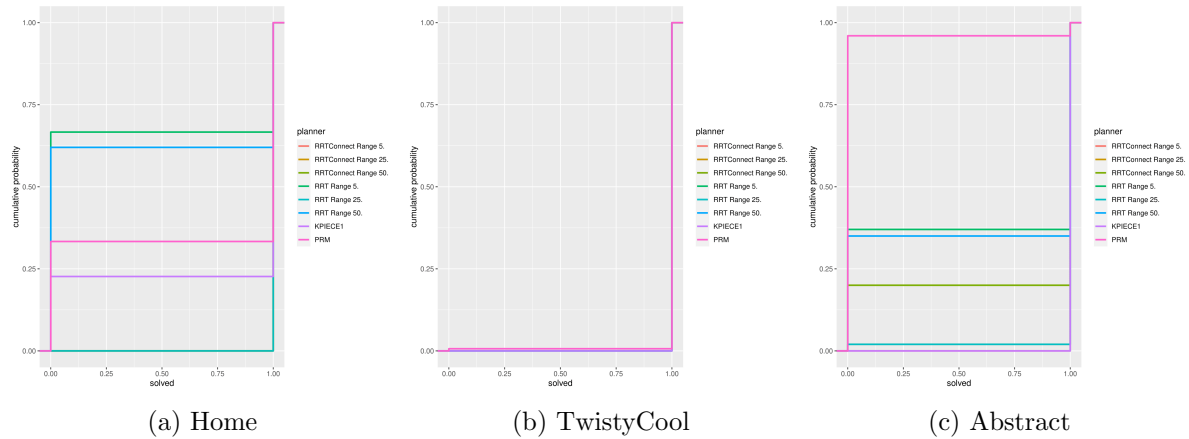 1.00
0.75
0.50
0.25
0.00
cumulative probability
0.00 0.25 0.50 0.75 1.00
solved
planner
RRTConnect Range 5.
RRTConnect Range 25.
RRTConnect Range 50.
RRT Range 5.
RRT Range 25.
RRT Range 50.
KPIECE1
PRM
(a) Home
1.00
0.75
0.50
0.25
0.00
cumulative probability
0.00 0.25 0.50 0.75 1.00
solved
planner
RRTConnect Range 5.
RRTConnect Range 25.
RRTConnect Range 50.
RRT Range 5.
RRT Range 25.
RRT Range 50.
KPIECE1
PRM
(b) TwistyCool
1.00
0.75
0.50
0.25
0.00
cumulative probability
0.00 0.25 0.50 0.75 1.00
solved
planner
RRTConnect Range 5.
RRTConnect Range 25.
RRTConnect Range 50.
RRT Range 5.
RRT Range 25.
RRT Range 50.
KPIECE1
PRM
(c) Abstract